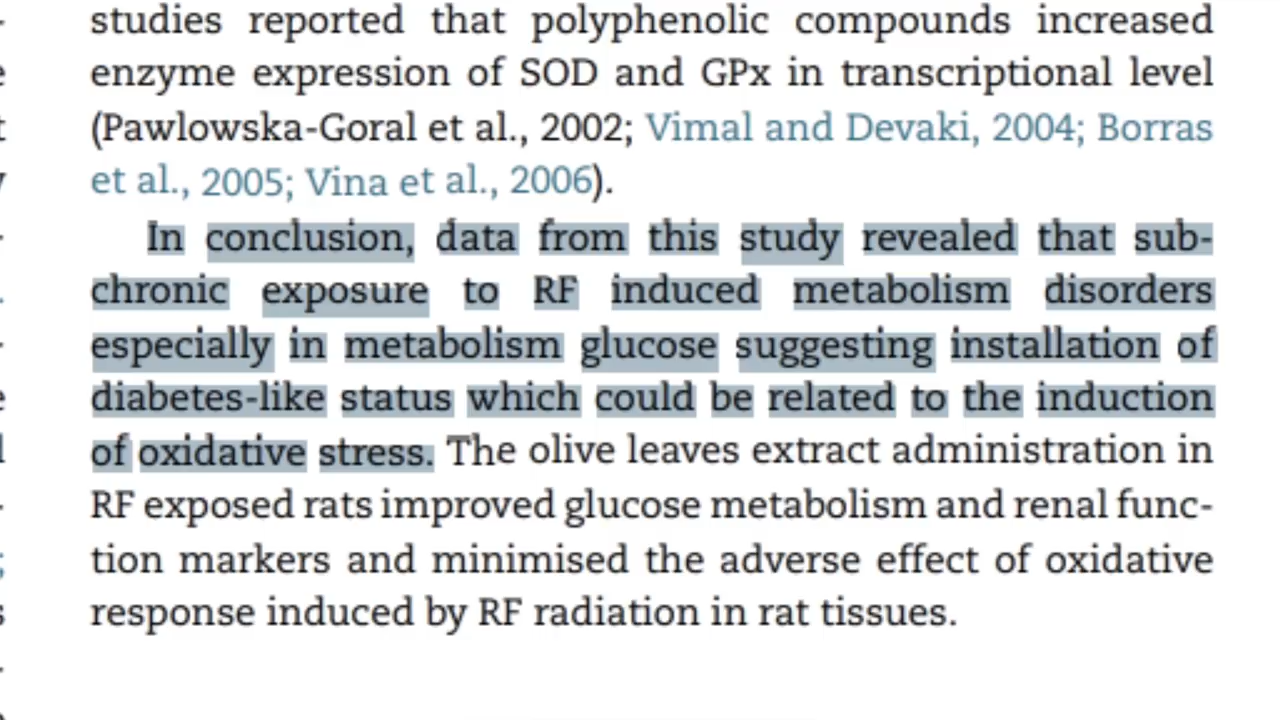 studies reported that polyphenolic compounds increased
enzyme expression of SOD and GPx in transcriptional level
(Pawlowska-Goral et al., 2002; Vimal and Devaki, 2004; Borras
et al., 2005; Vina et al., 2006).
In conclusion, data from this study revealed that sub-
chronic exposure to RF induced metabolism disorders
especially in metabolism glucose suggesting installation of
diabetes-like status which could be related to the induction
of oxidative stress. The olive leaves extract administration in
RF exposed rats improved glucose metabolism and renal func-
tion markers and minimised the adverse effect of oxidative
response induced by RF radiation in rat tissues.